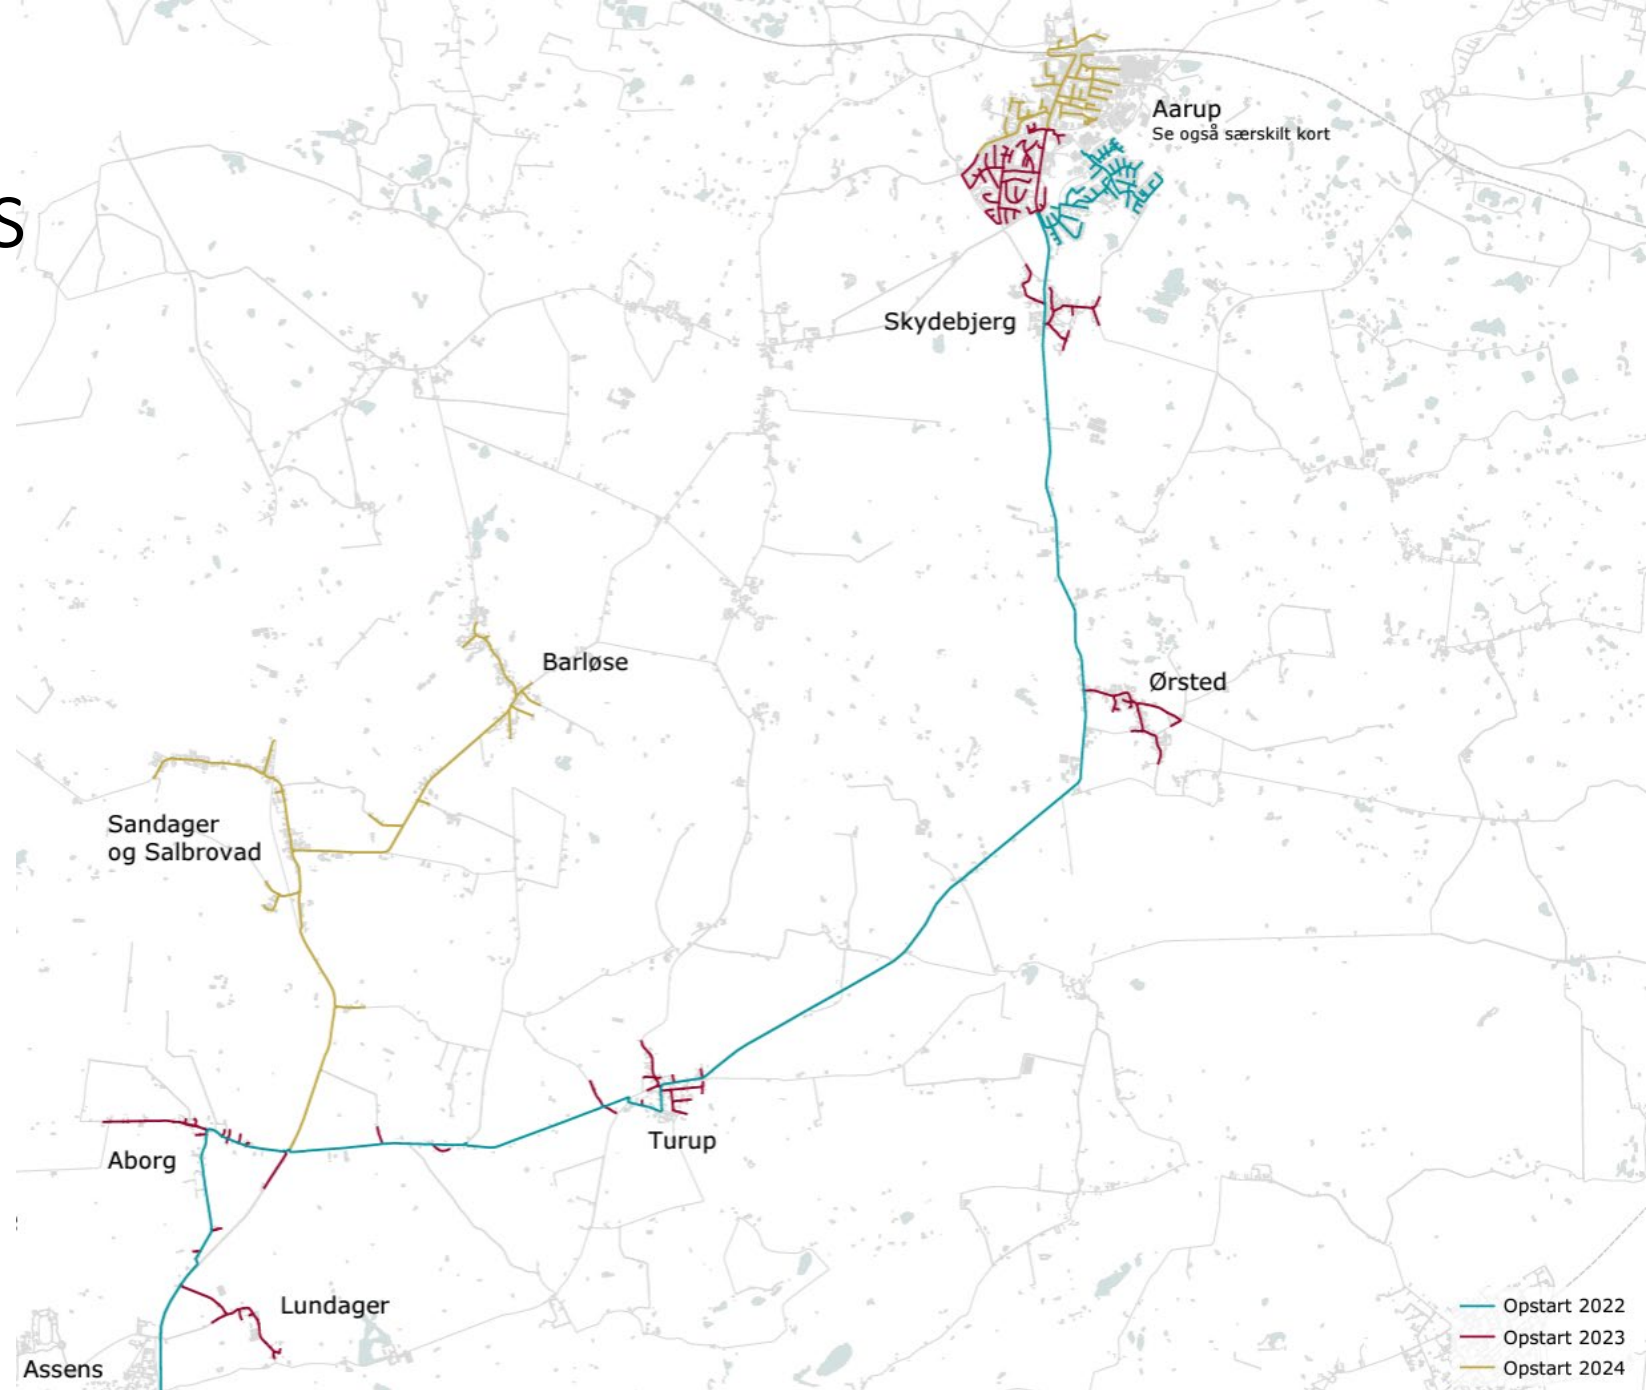 s
Aarup
Se også særskilt kort
Skydebjerg
Barløse
Ørsted
Sandager
og Salbrovad
Turup
Aborg
Lundager
Assens
Opstart 2022
Opstart 2023
Opstart 2024